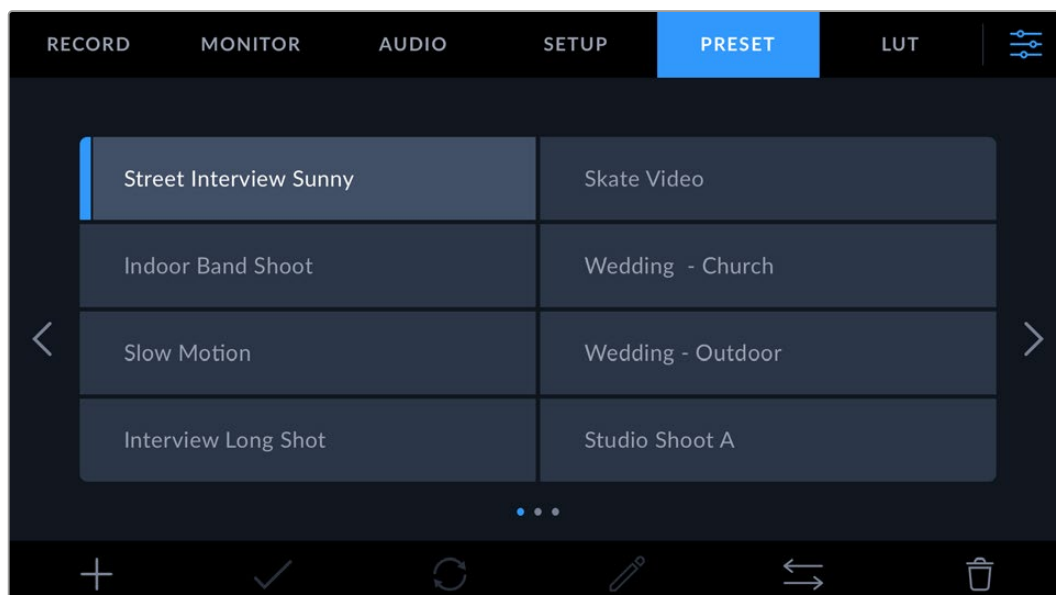 RECORD MONITOR AUDIO SETUP PRESET LUT
Street Interview Sunny
Skate Video
Indoor Band Shoot
Wedding - Church
Slow Motion
Wedding - Outdoor
Interview Long Shot
Studio Shoot A